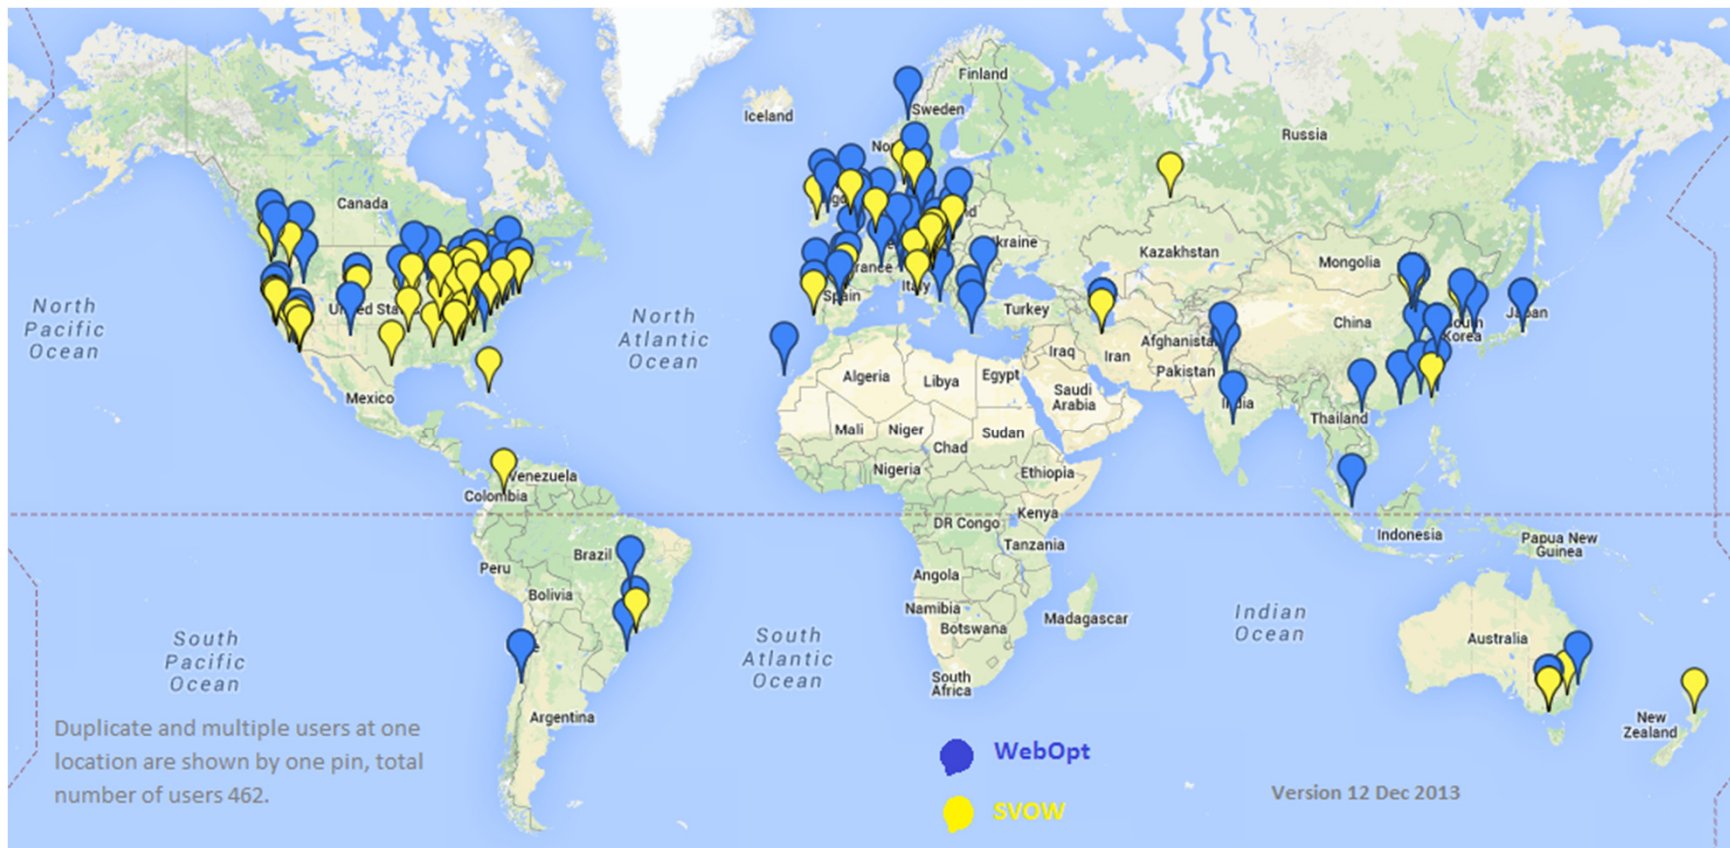 Finland
Sweden
Iceland
Russia
Canada
Kazakhstan
Mongolia
North
Pacific
Ocean
North
Atlantic
Ocean
Spain
Italy
Turkey
China
Japan
South
Korea
Afghanista
Iraq
Iran
Pakistan
Algeria
Libya
Egypt
Saudi
Arabia
India
Mexico
Thailand
Mali
Niger
Sudan
Chad
Nigeria
Ethiopia
Venezuela
Colombia
Kenya
DR Congo
Tanzania
Indonesia
Papua New
Guinea
Brazil
Peru
Bolivia
Angola
Namibia
Botswana
Madagascar
Indian
Ocean
Australia
South
Pacific
Ocean
South
Atlantic
Ocean
South
Africa
Argentina
New
Zealand
Duplicate and multiple users at one
location are shown by one pin, total
number of users 462.
WebOpt
SVOW
Version 12 Dec 2013